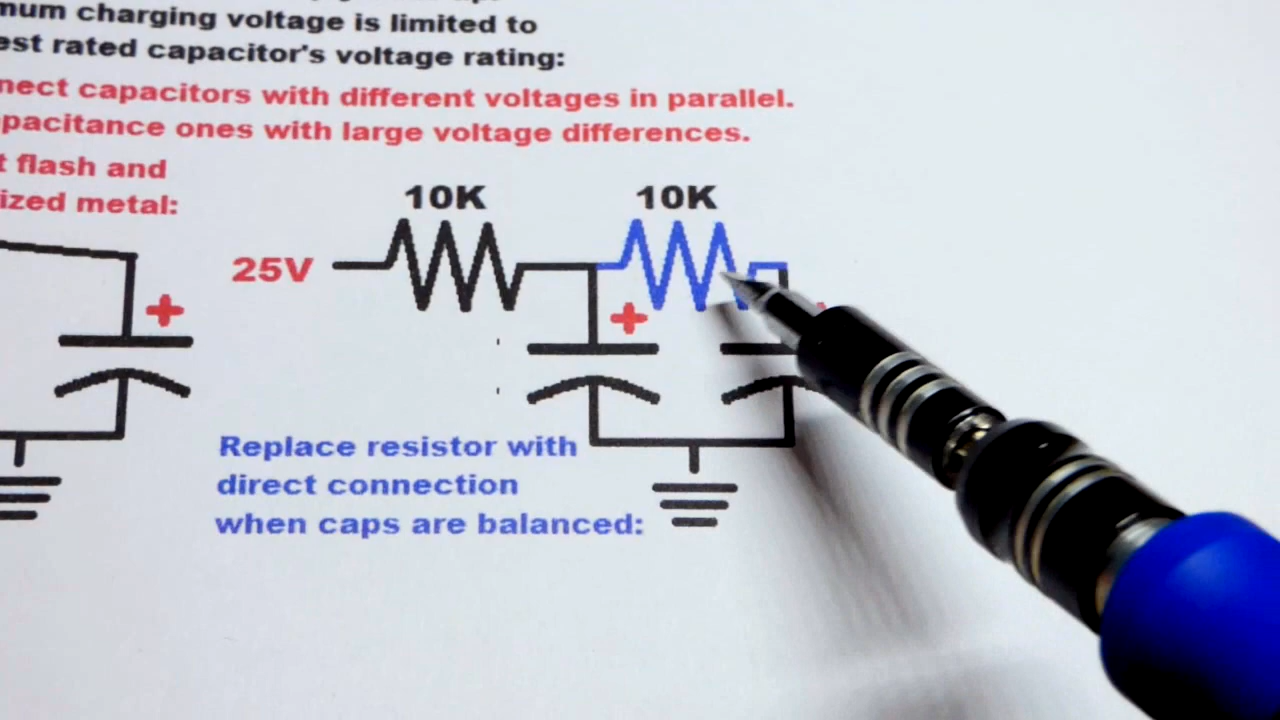 mum charging voltage is limited to
est rated capacitor's voltage rating:
nect capacitors with different voltages in parallel.
pacitance ones with large voltage differences.
t flash and
ized metal:
10K 10K
25V
+ + 
Replace resistor with
direct connection
when caps are balanced: